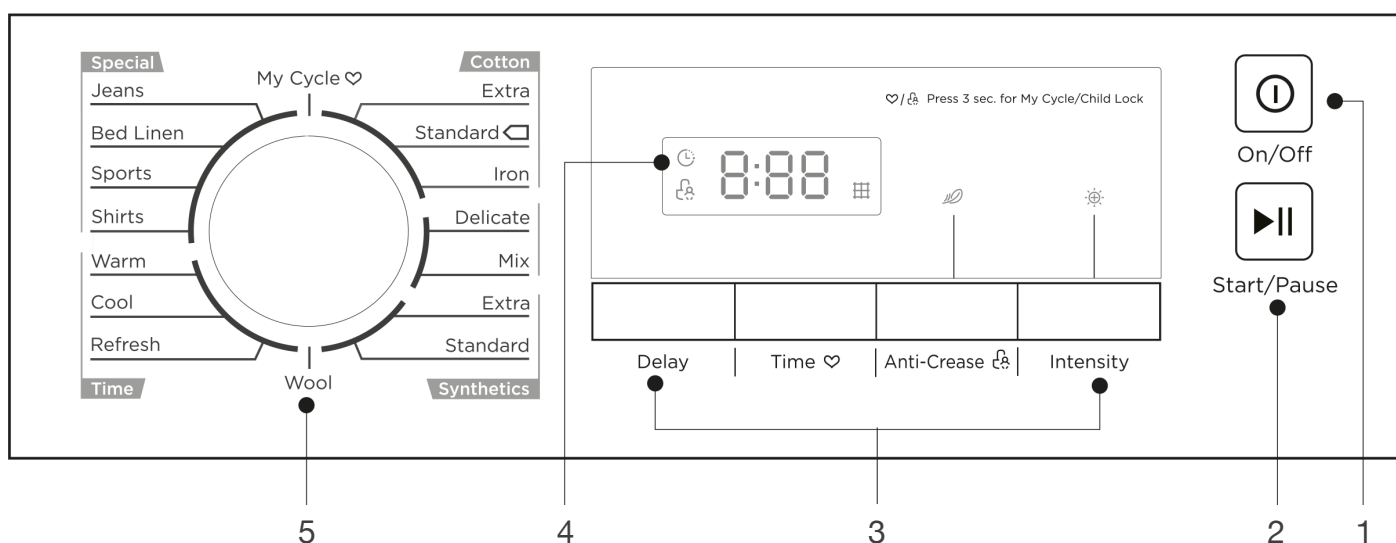 Special
My Cycle
Cotton
Jeans
Extra
Bed Linen
Standard
Sports
Iron
Shirts
Delicate
Warm
Mix
Cool
Extra
Refresh
Standard
Time
Wool
Synthetics
/ Press 3 sec. for My Cycle/Child Lock
8:88
Delay
Time
Anti-Crease
Intensity
On/Off
Start/Pause
5
4
3
2
1